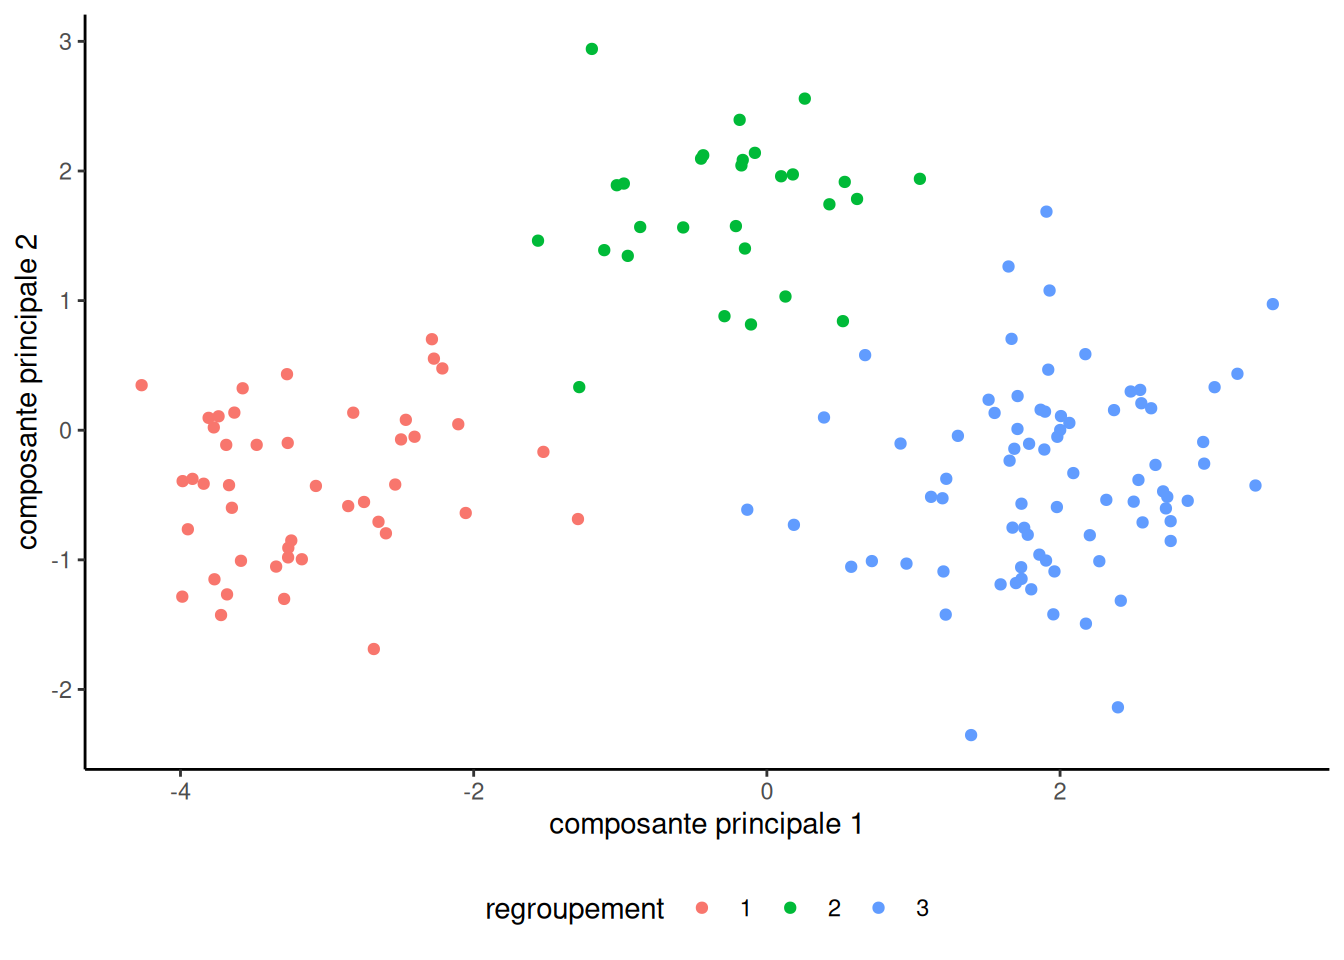 composante principale 2
3
2
1
0
-1
-2
-4 -2 0 2
composante principale 1
regroupement 1 2 3